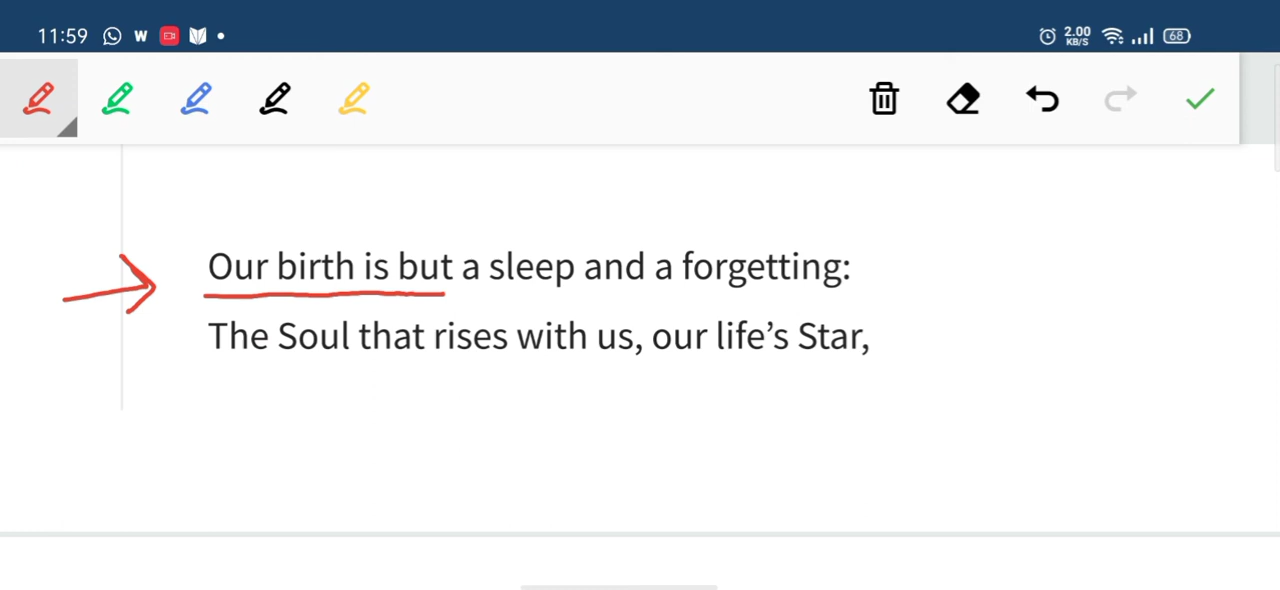 11:59 W 2.00 KB/S 68
Our birth is but a sleep and a forgetting:
The Soul that rises with us, our life’s Star,